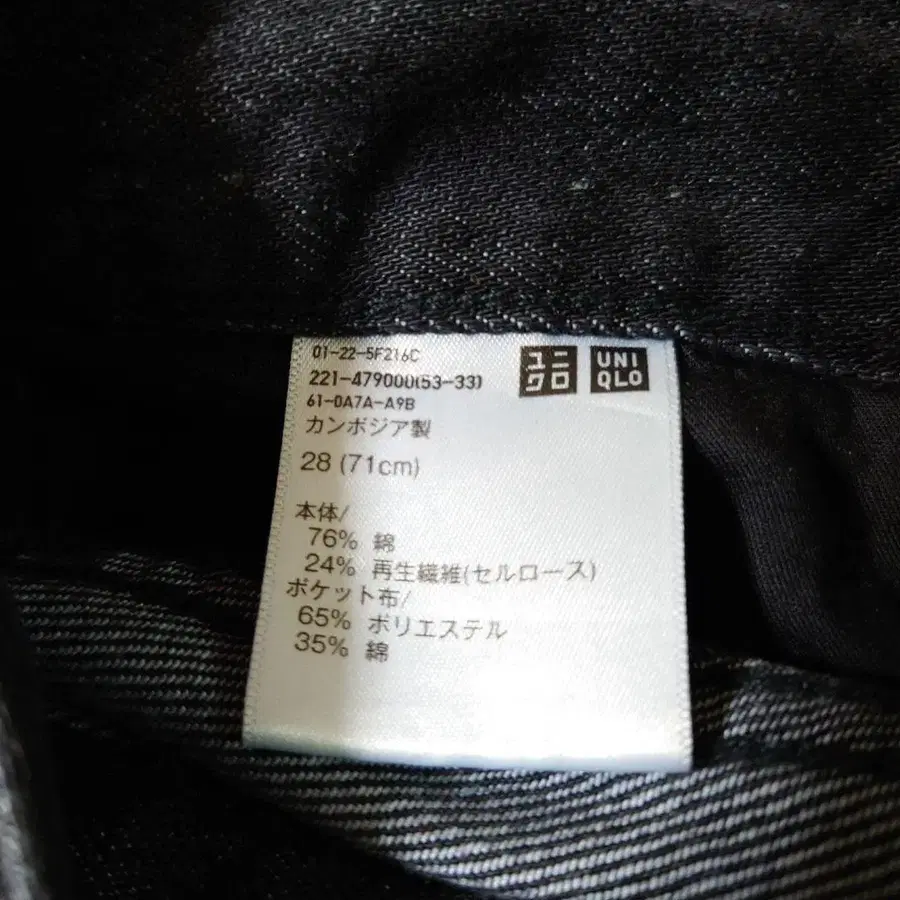 01-22-5F216C
221-479000(53-33)
61-0A7A-A9B
カンボジア製
ユニ
クロ
UNI
QLO
28 (71cm)
本体/
76% 綿
24% 再生繊維(セルロース)
ポケット布/
65% ポリエステル
35% 綿